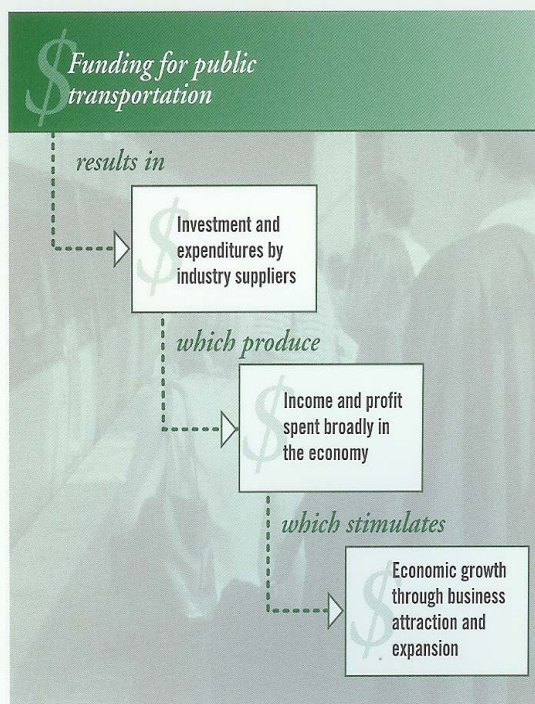 $ Funding for public
transportation
results in
$ Investment and
expenditures by
industry suppliers
which produce
$ Income and profit
spent broadly in
the economy
which stimulates
$ Economic growth
through business
attraction and
expansion